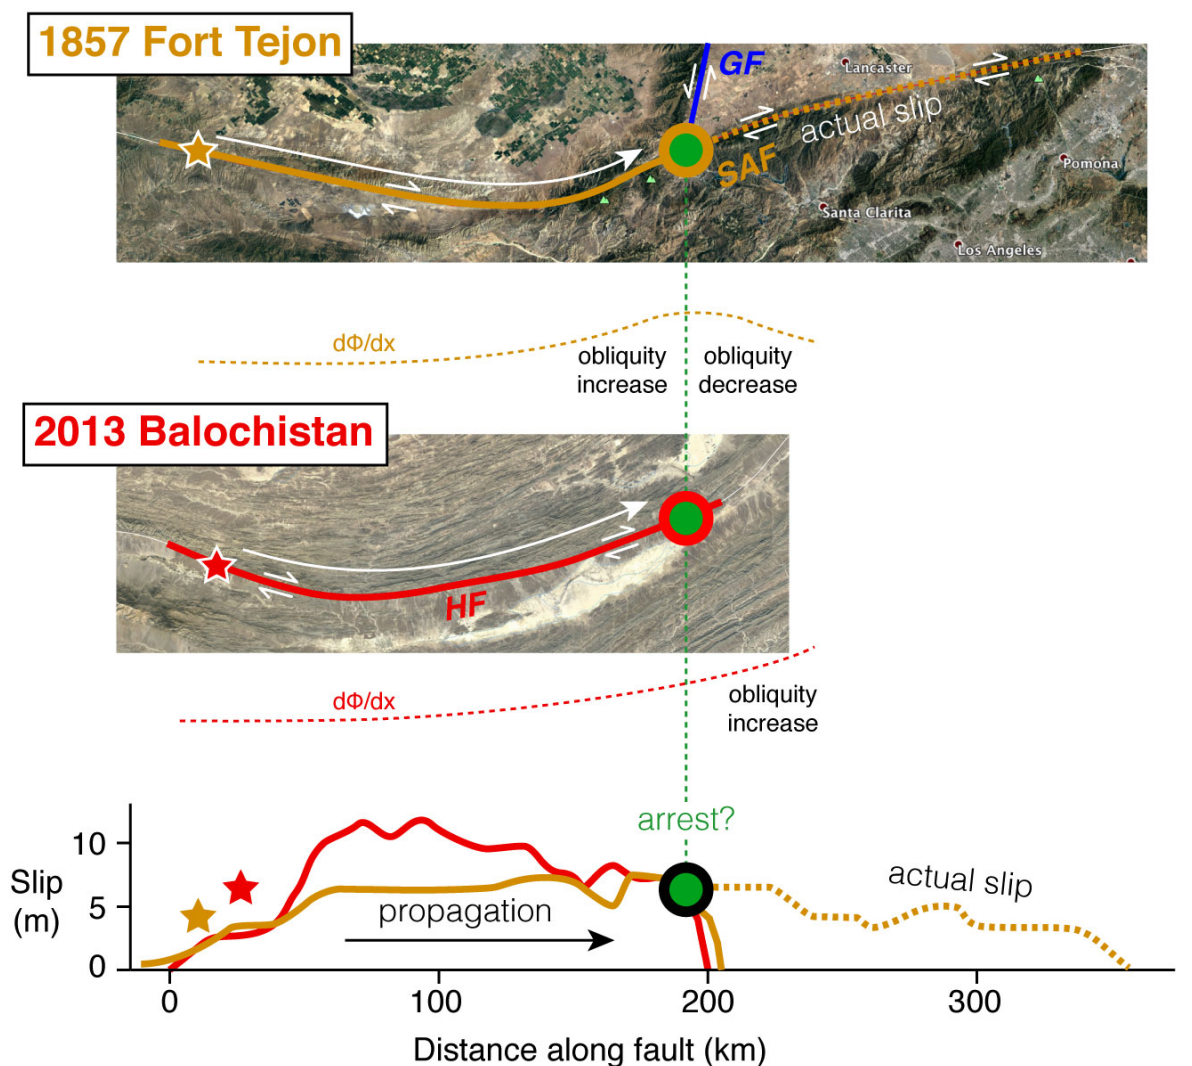 1857 Fort Tejon
GF
Lancaster
actual slip
SAF
Pomona
Santa Clarita
Los Angeles
dΦ/dx
obliquity
increase
obliquity
decrease
2013 Balochistan
HF
dΦ/dx
obliquity
increase
arrest?
10
Slip
(m)
5
0
propagation
actual slip
0
100
200
300
Distance along fault (km)